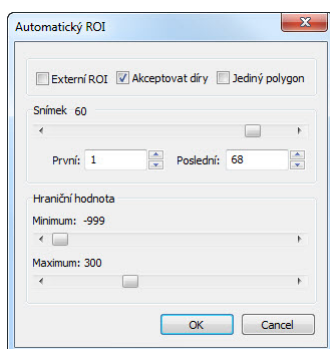 Automatický ROI
Externí ROI Akceptovat díry Jediný polygon
Snímek 60
První: 1 Poslední: 68
Hraniční hodnota
Minimum: -999
Maximum: 300
OK Cancel